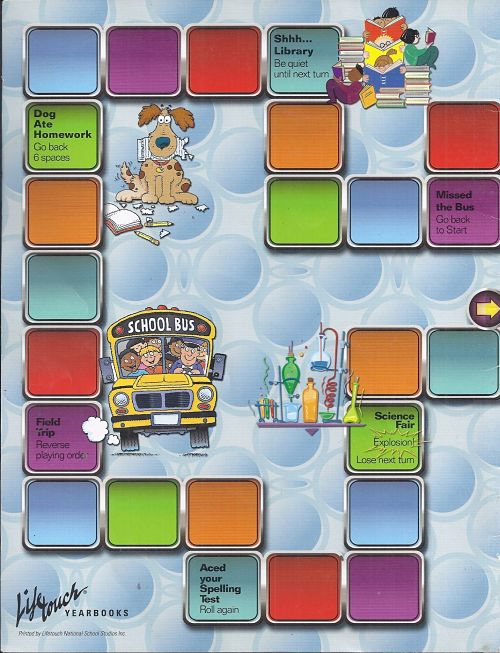 Shhh...
Library
Be quiet
until next turn
Dog
Ate
Homework
Go back
6 spaces
Missed
the Bus
Go back
to Start
SCHOOL BUS
Field
Trip
Reverse
playing order
Science
Fair
Explosion!
Lose next turn
Aced
your
Spelling
Test
Roll again
Lifetouch®
YEARBOOKS
Printed by Lifetouch National School Studios Inc.